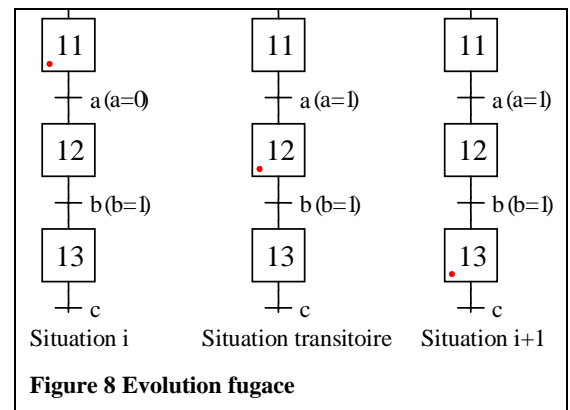 11 11 11
a (a=0) a (a=1) a (a=1)
12 12 12
b (b=1) b (b=1) b (b=1)
13 13 13
c c c
Situation i Situation transitoire Situation i+1
Figure 8 Evolution fugace